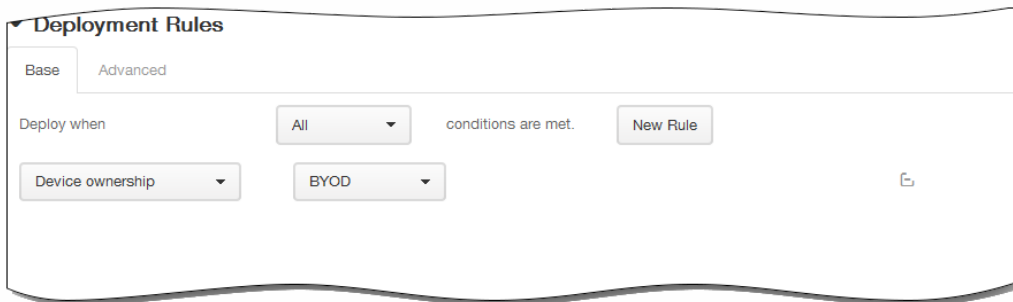 Deployment Rules
Base Advanced
Deploy when All conditions are met. New Rule
Device ownership BYOD